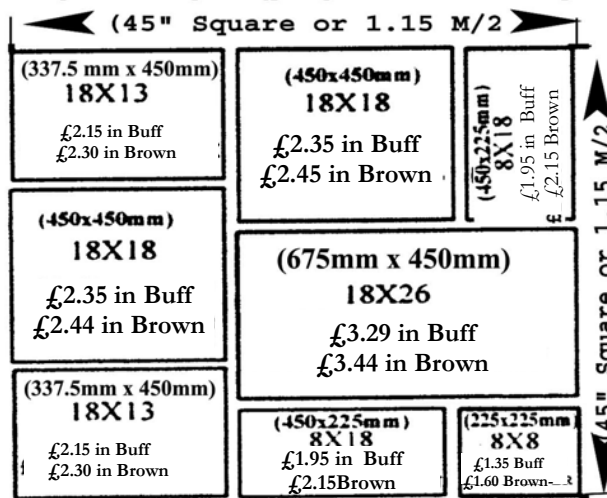 (45" Square or 1.15 M/2
(337.5 mm x 450mm)
18X13
£2.15 in Buff
£2.30 in Brown
(450x450mm)
18X18
£2.35 in Buff
£2.45 in Brown
(450x225mm)
8X18
£1.95 in Buff
£2.15 Brown
£
(450x450mm)
18X18
£2.35 in Buff
£2.44 in Brown
(675mm x 450mm)
18X26
£3.29 in Buff
£3.44 in Brown
(337.5mm x 450mm)
18X13
£2.15 in Buff
£2.30 in Brown
(450x225mm)
8X18
£1.95 in Buff
£2.15Brown
(225x225mm)
8X8
£1.35 Buff
£1.60 Brown
(45" Square or 1.15 M/2